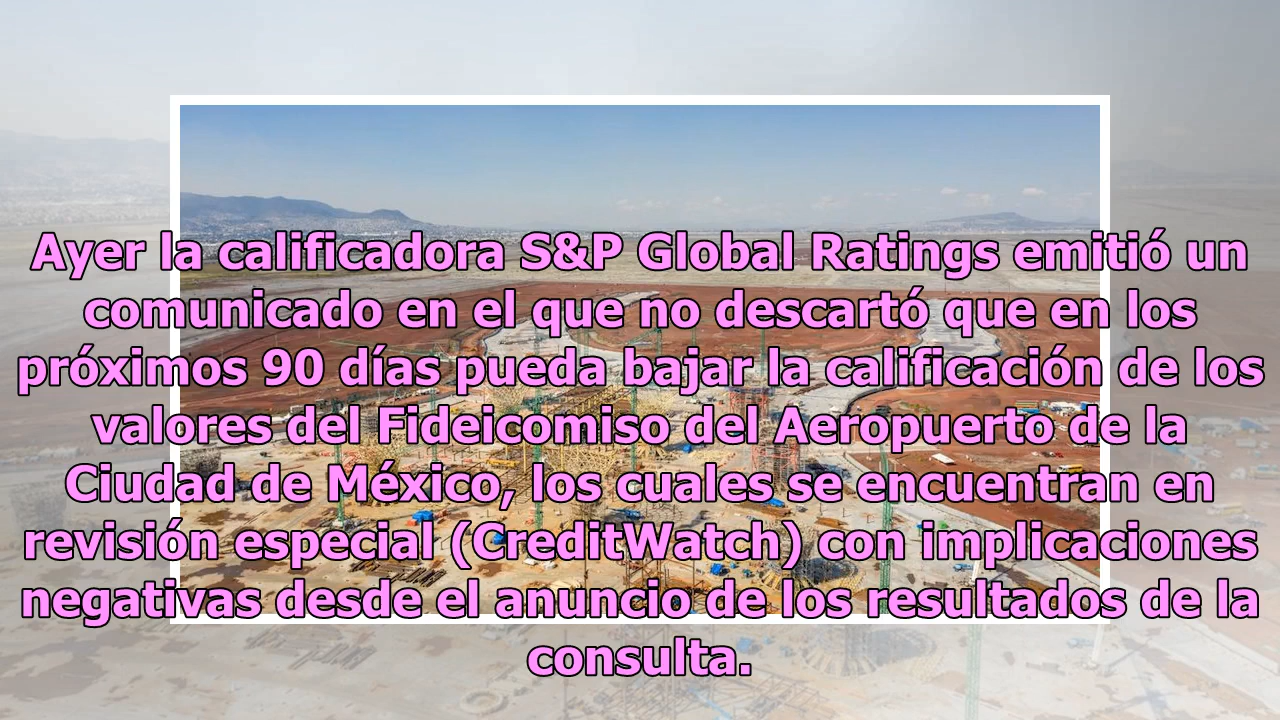 Ayer la calificadora S&P Global Ratings emitió un
comunicado en el que no descartó que en los
próximos 90 días pueda bajar la calificación de los
valores del Fideicomiso del Aeropuerto de la
Ciudad de México, los cuales se encuentran en
revisión especial (CreditWatch) con implicaciones
negativas desde el anuncio de los resultados de la
consulta.